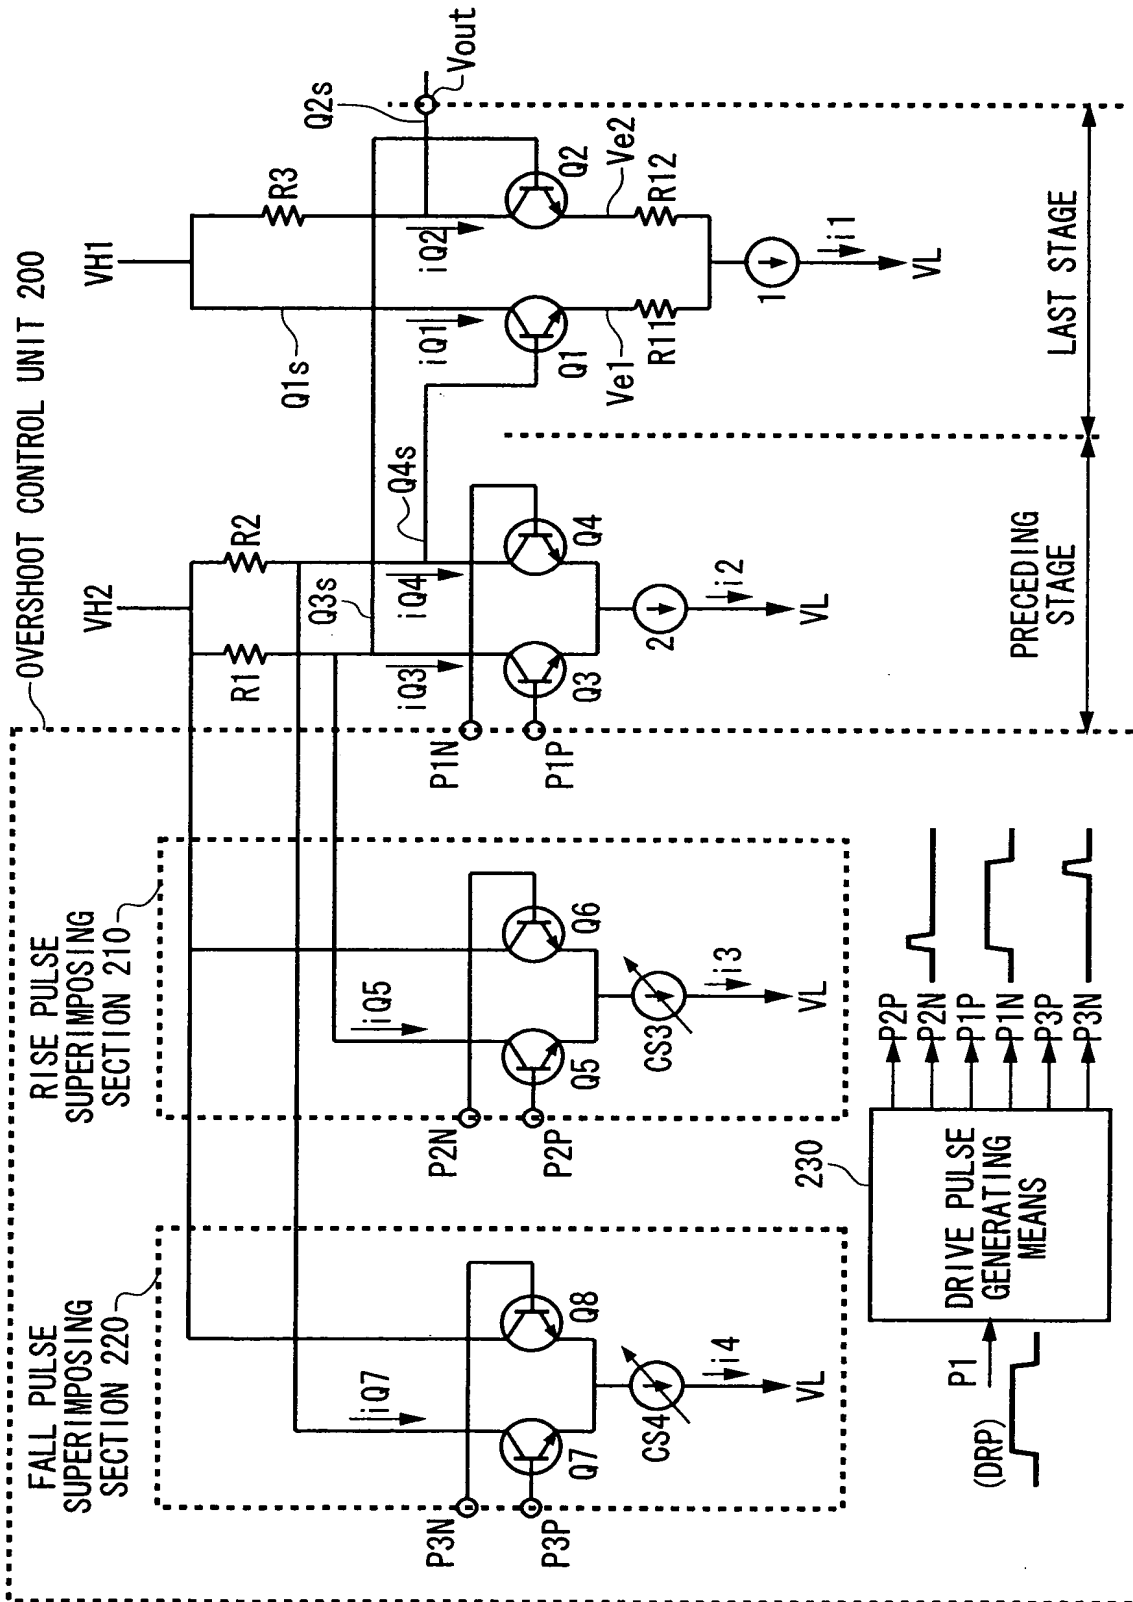 OVERSHOOT CONTROL UNIT 200
FALL PULSE
SUPERIMPOSING
SECTION 220
RISE PULSE
SUPERIMPOSING
SECTION 210
VH2
VH1
R1
R2
R3
Q1s
Q2s
Vout
Q3s
Q4s
iQ7
iQ5
iQ3
iQ4
iQ1
iQ2
P3N
P3P
P2N
P2P
P1N
P1P
Q7
Q8
Q5
Q6
Q3
Q4
Q1
Q2
Ve1
Ve2
R11
R12
CS4
i4
VL
CS3
i3
VL
2
i2
VL
1
i1
VL
PRECEDING
STAGE
LAST STAGE
230
(DRP)
P1
DRIVE PULSE
GENERATING
MEANS
P2P
P2N
P1P
P1N
P3P
P3N